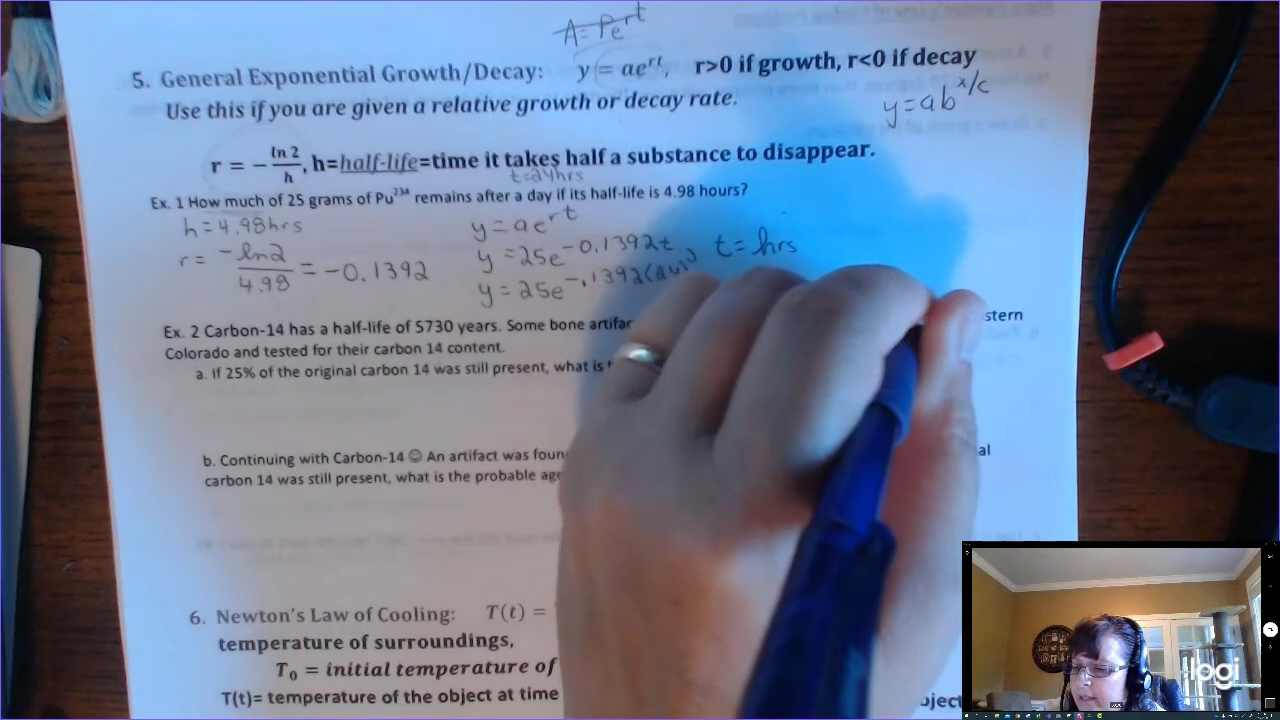 A=Pe^rt
5. General Exponential Growth/Decay: y = ae^rt, r>0 if growth, r<0 if decay
Use this if you are given a relative growth or decay rate.
y=ab^x/c
r = − ln 2 / h, h=half-life=time it takes half a substance to disappear.
t=24hrs
Ex. 1 How much of 25 grams of Pu^234 remains after a day if its half-life is 4.98 hours?
h=4.98hrs
y=ae^rt
r= -ln2 / 4.98 = -0.1392
y=25e^-0.1392t, t=hrs
y=25e^-.1392(24)
Ex. 2 Carbon-14 has a half-life of 5730 years. Some bone
stern
Colorado and tested for their carbon 14 content.
a. If 25% of the original carbon 14 was still present, what is
b. Continuing with Carbon-14 ☺ An artifact was
al
carbon 14 was still present, what is the probable
6. Newton's Law of Cooling: T(t) =
temperature of surroundings,
T₀ = initial temperature of
T(t)= temperature of the object at time
logi